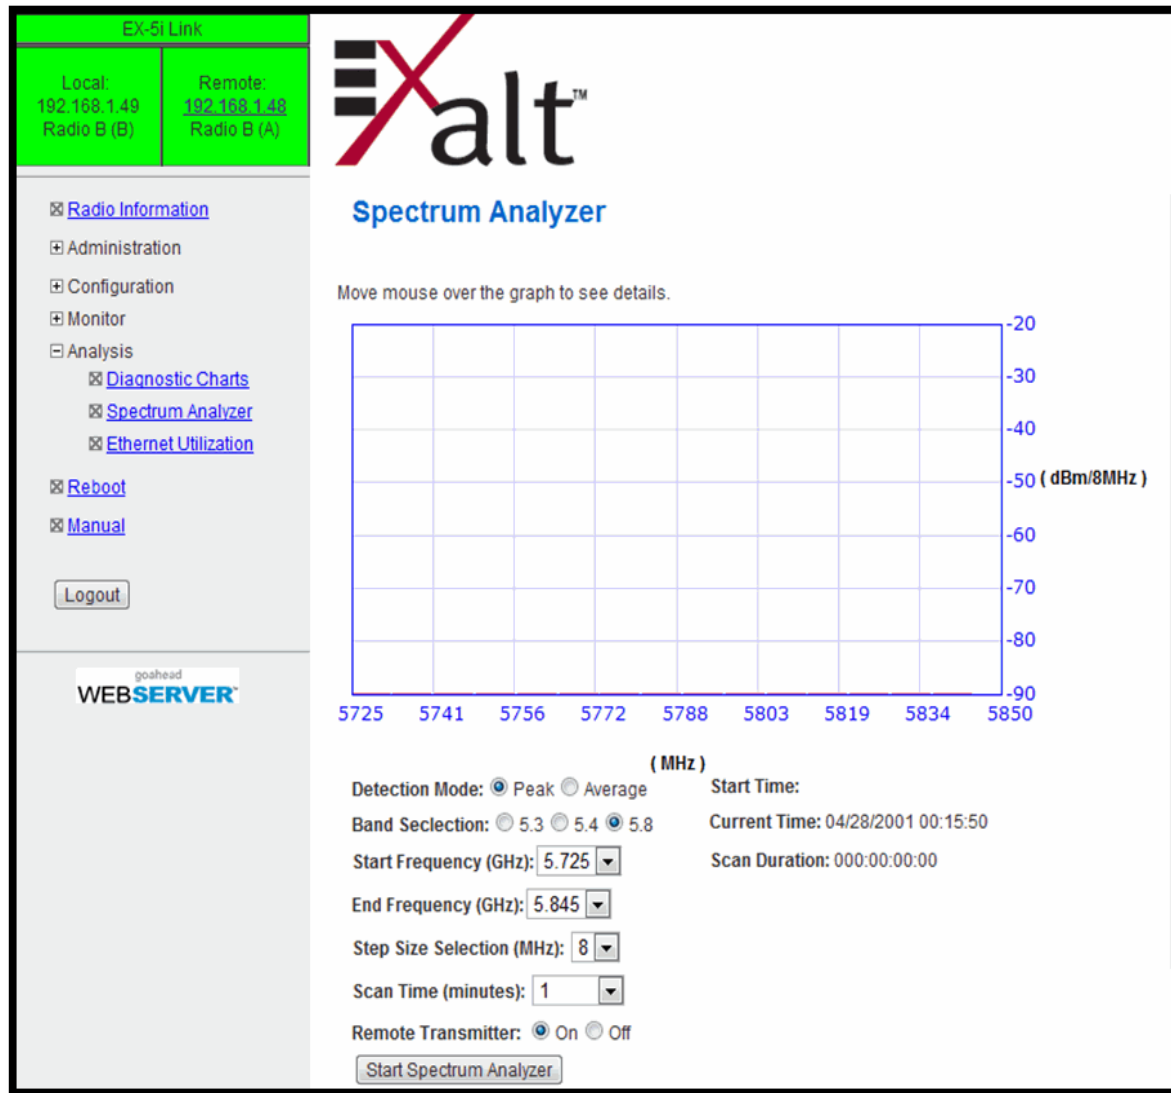 EX-5i Link
Local:
192.168.1.49
Radio B (B)
Remote:
192.168.1.48
Radio B (A)
Radio Information
Administration
Configuration
Monitor
Analysis
Diagnostic Charts
Spectrum Analyzer
Ethernet Utilization
Reboot
Manual
Logout
goahead
WEBSERVER
EXalt™
Spectrum Analyzer
Move mouse over the graph to see details.
-20
-30
-40
-50 ( dBm/8MHz )
-60
-70
-80
-90
5725 5741 5756 5772 5788 5803 5819 5834 5850
( MHz )
Detection Mode: Peak Average
Start Time:
Band Seclection: 5.3 5.4 5.8
Current Time: 04/28/2001 00:15:50
Start Frequency (GHz): 5.725
Scan Duration: 000:00:00:00
End Frequency (GHz): 5.845
Step Size Selection (MHz): 8
Scan Time (minutes): 1
Remote Transmitter: On Off
Start Spectrum Analyzer